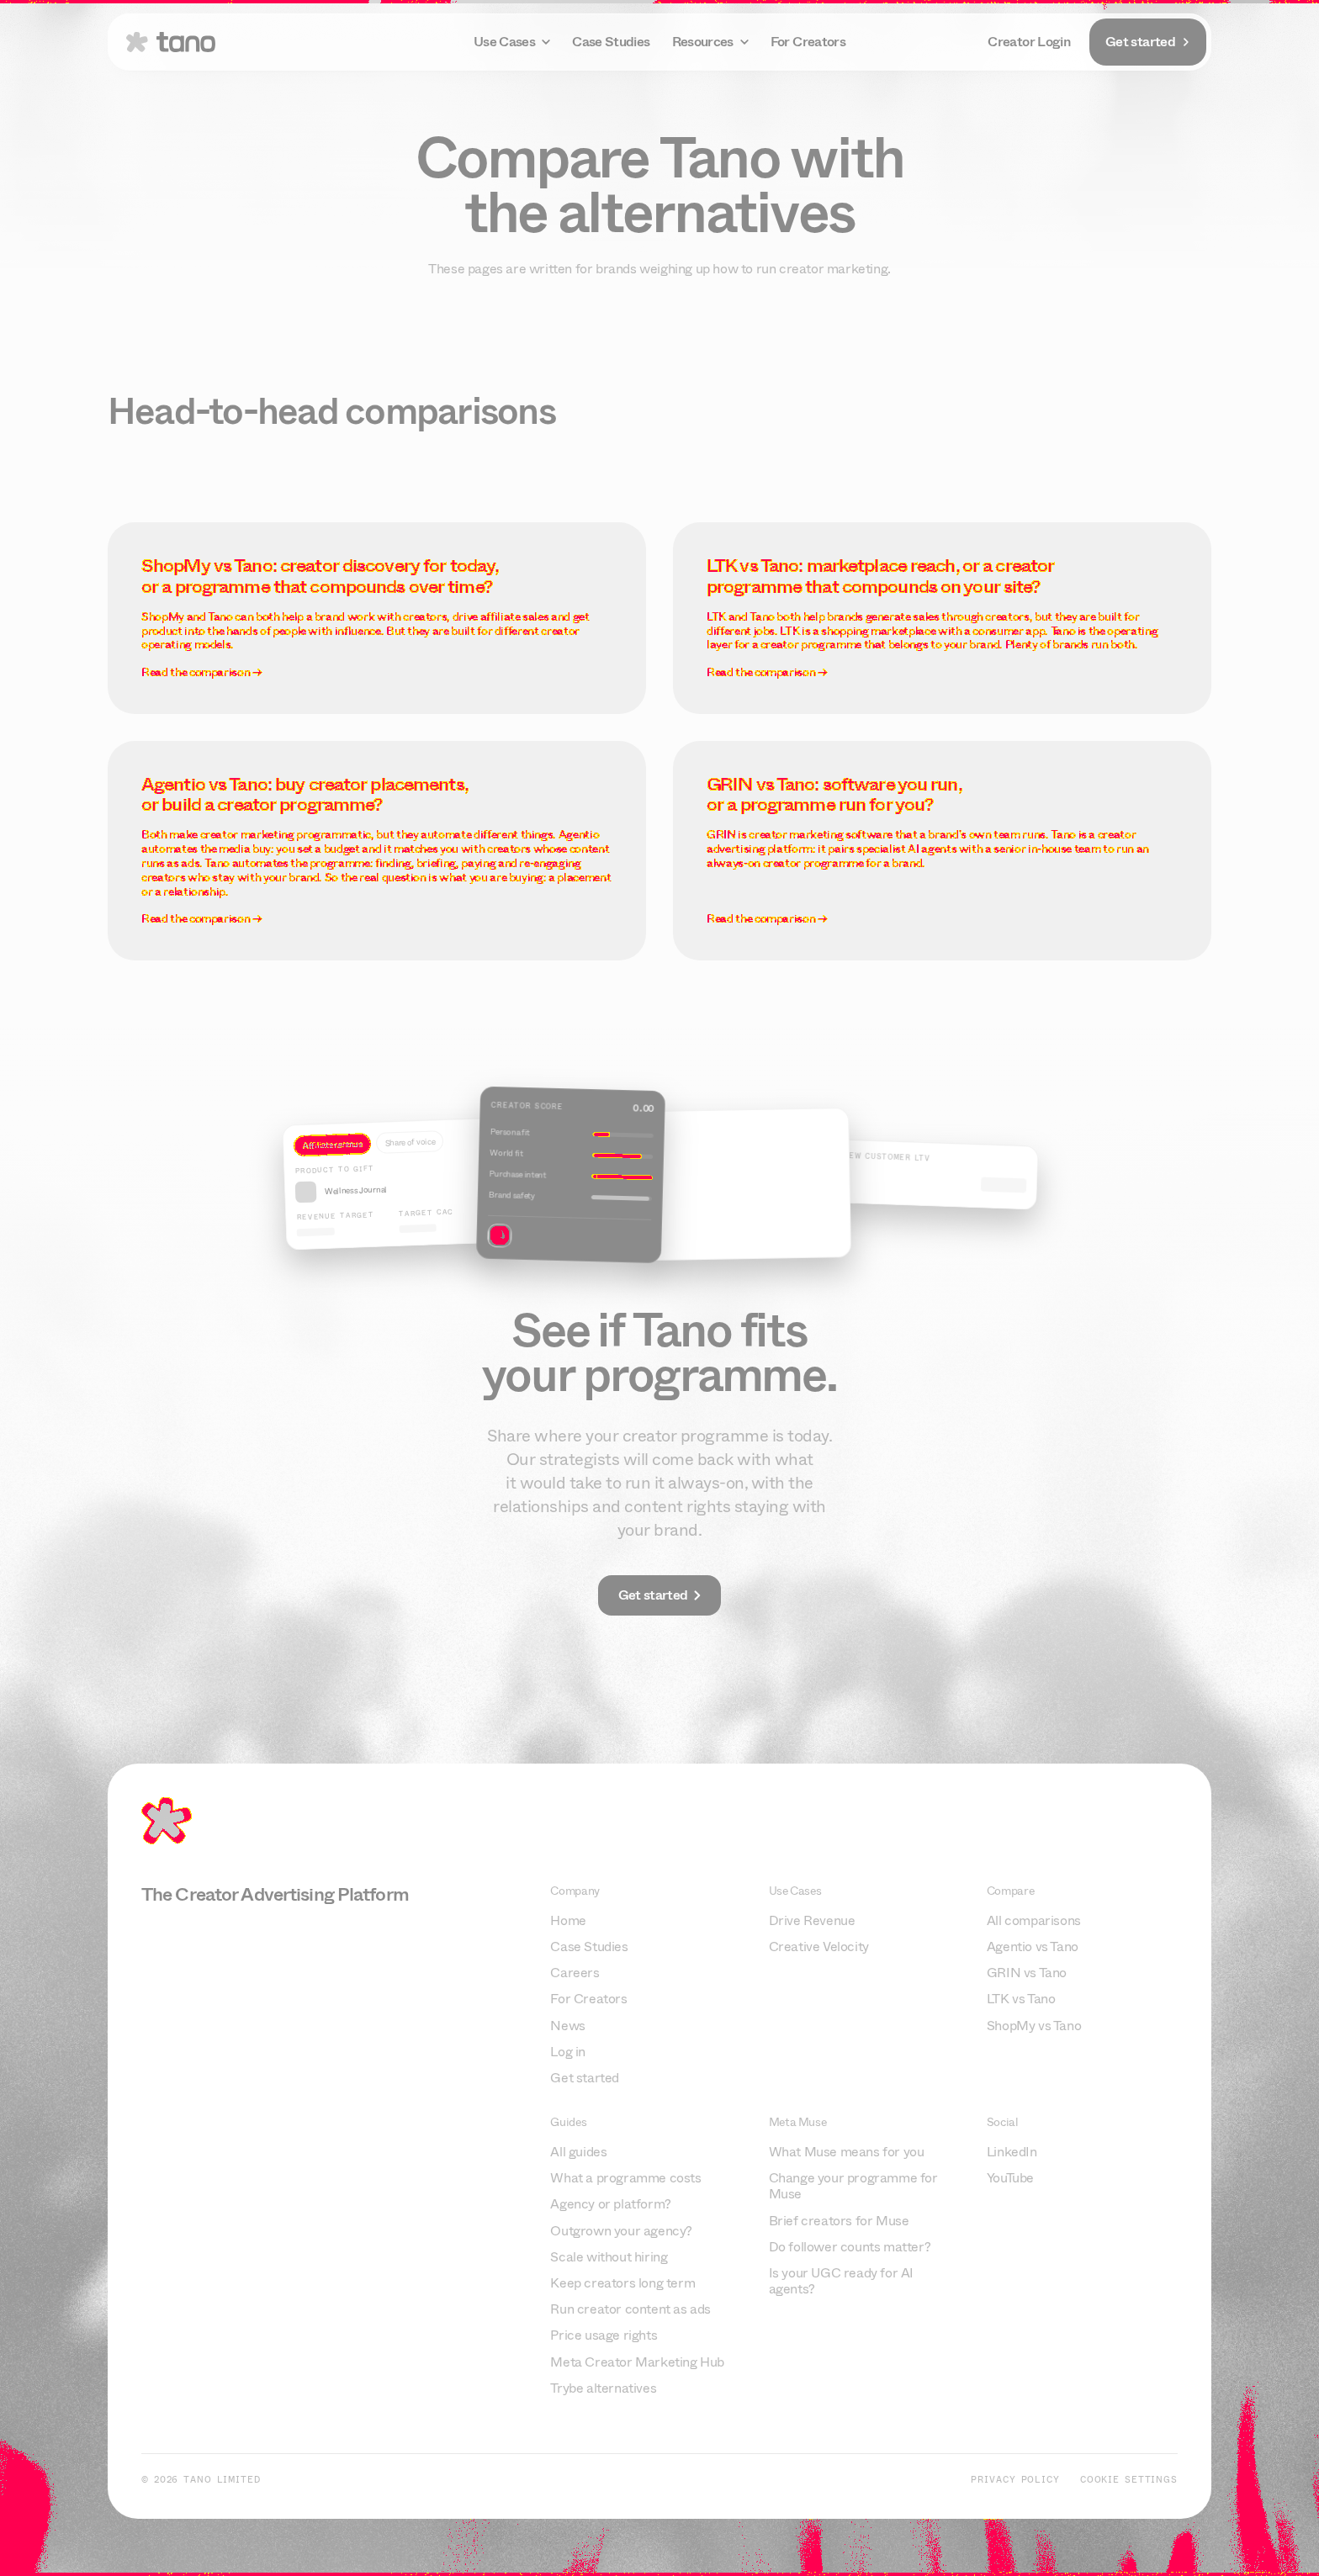 tano
Use Cases
Case Studies
Resources
For Creators
Creator Login
Get started
Compare Tano with
the alternatives
These pages are written for brands weighing up how to run creator marketing.
Head-to-head comparisons
ShopMy vs Tano: creator discovery for today,
or a programme that compounds over time?
ShopMy and Tano can both help a brand work with creators, drive affiliate sales and get
product into the hands of people with influence. But they are built for different creator
operating models.
Read the comparison →
LTK vs Tano: marketplace reach, or a creator
programme that compounds on your site?
LTK and Tano both help brands generate sales through creators, but they are built for
different jobs. LTK is a shopping marketplace with a consumer app. Tano is the operating
layer for a creator programme that belongs to your brand. Plenty of brands run both.
Read the comparison →
Agentio vs Tano: buy creator placements,
or build a creator programme?
Both make creator marketing programmatic, but they automate different things. Agentio
automates the media buy: you set a budget and it matches you with creators whose content
runs as ads. Tano automates the programme: finding, briefing, paying and re-engaging
creators who stay with your brand. So the real question is what you are buying: a placement
or a relationship.
Read the comparison →
GRIN vs Tano: software you run,
or a programme run for you?
GRIN is creator marketing software that a brand's own team runs. Tano is a creator
advertising platform: it pairs specialist AI agents with a senior in-house team to run an
always-on creator programme for a brand.
Read the comparison →
Share of voice
PRODUCT TO GIFT
Wellness Journal
REVENUE TARGET
TARGET CAC
CREATOR SCORE
0.00
Persona fit
World fit
Purchase intent
Brand safety
CUSTOMER LTV
See if Tano fits
your programme.
Share where your creator programme is today.
Our strategists will come back with what
it would take to run it always-on, with the
relationships and content rights staying with
your brand.
Get started
The Creator Advertising Platform
Company
Home
Case Studies
Careers
For Creators
News
Log in
Get started
Use Cases
Drive Revenue
Creative Velocity
Compare
All comparisons
Agentio vs Tano
GRIN vs Tano
LTK vs Tano
ShopMy vs Tano
Guides
All guides
What a programme costs
Agency or platform?
Outgrown your agency?
Scale without hiring
Keep creators long term
Run creator content as ads
Price usage rights
Meta Creator Marketing Hub
Trybe alternatives
Meta Muse
What Muse means for you
Change your programme for
Muse
Brief creators for Muse
Do follower counts matter?
Is your UGC ready for AI
agents?
Social
LinkedIn
YouTube
© 2026 TANO LIMITED
PRIVACY POLICY
COOKIE SETTINGS